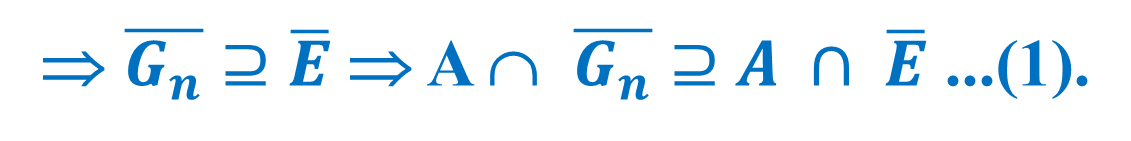 ⇒ \overline{G_n} ⊇ \overline{E} ⇒ A ∩ \overline{G_n} ⊇ A ∩ \overline{E} ...(1).